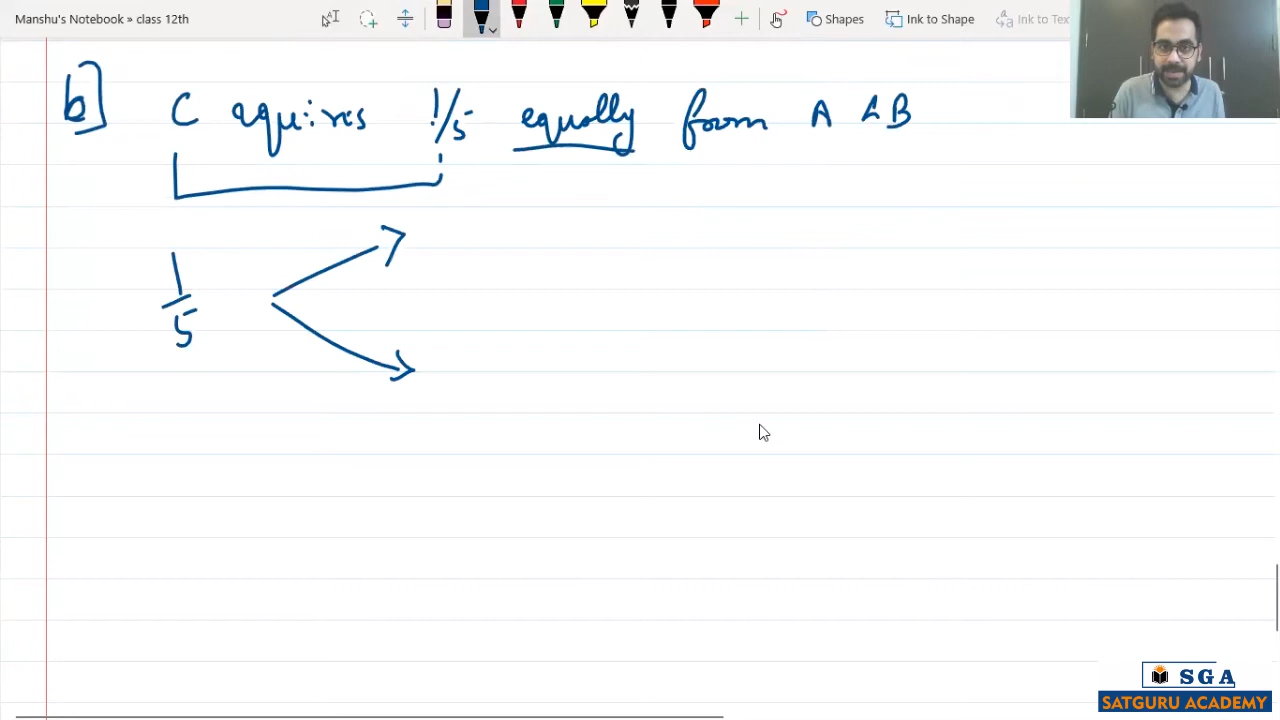 Manshu's Notebook » class 12th
Shapes
Ink to Shape
Ink to Tex
b] C aquires 1/5 equally from A & B
1/5
SGA
SATGURU ACADEMY